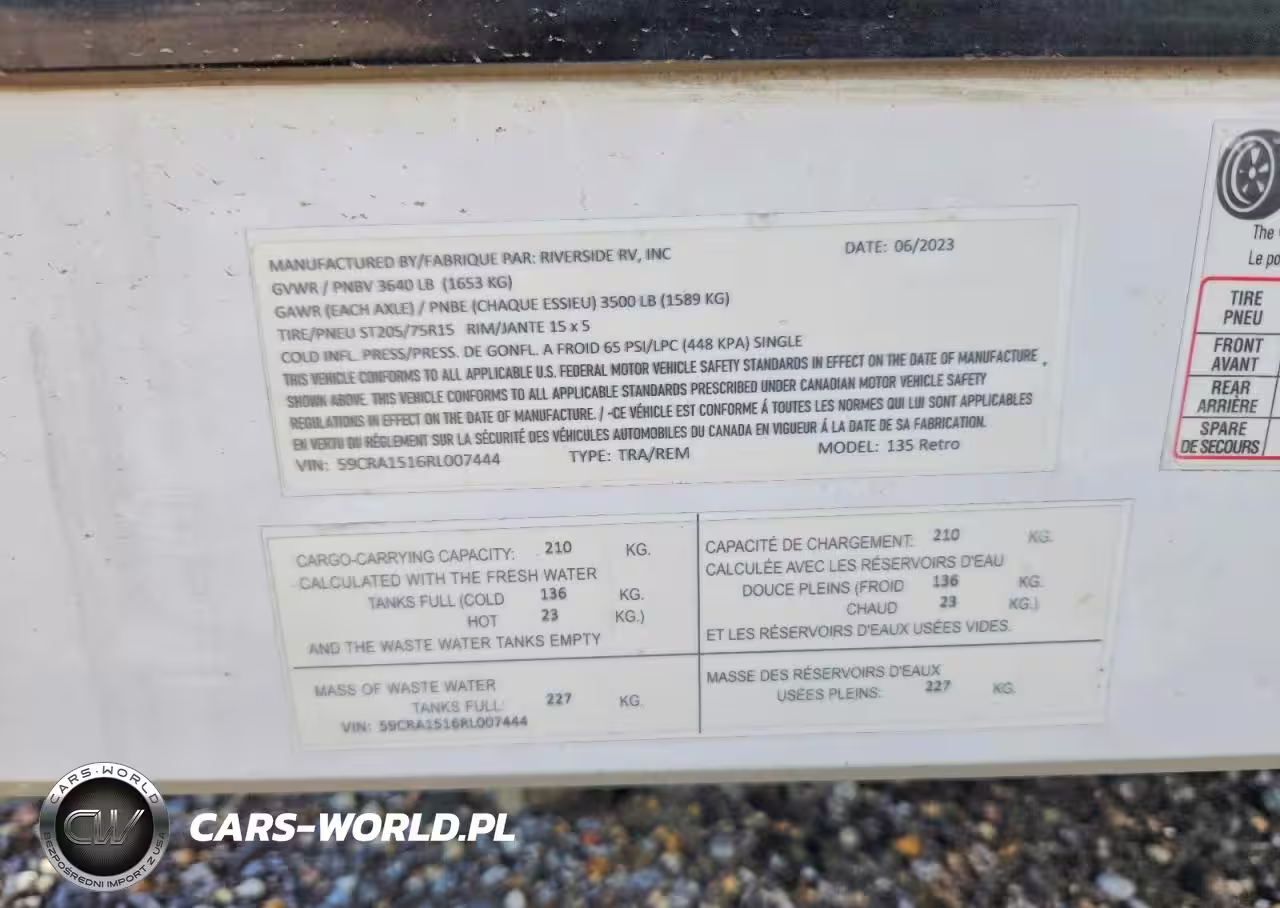 MANUFACTURED BY/FABRIQUE PAR: RIVERSIDE RV, INC DATE: 06/2023
GVWR / PNBV 3640 LB (1653 KG)
GAWR (EACH AXLE) / PNBE (CHAQUE ESSIEU) 3500 LB (1589 KG)
TIRE/PNEU ST205/75R15 RIM/JANTE 15 x 5
COLD INFL. PRESS/PRESS. DE GONFL. A FROID 65 PSI/LPC (448 KPA) SINGLE
THIS VEHICLE CONFORMS TO ALL APPLICABLE U.S. FEDERAL MOTOR VEHICLE SAFETY STANDARDS IN EFFECT ON THE DATE OF MANUFACTURE
SHOWN ABOVE. THIS VEHICLE CONFORMS TO ALL APPLICABLE STANDARDS PRESCRIBED UNDER CANADIAN MOTOR VEHICLE SAFETY
REGULATIONS IN EFFECT ON THE DATE OF MANUFACTURE. / -CE VÉHICLE EST CONFORME Á TOUTES LES NORMES QUI LUI SONT APPLICABLES
EN VERTU DU RÉGLEMENT SUR LA SÉCURITÉ DES VÉHICULES AUTOMOBILES DU CANADA EN VIGUEUR Á LA DATE DE SA FABRICATION.
VIN: 59CRA1516RL007444 TYPE: TRA/REM MODEL: 135 Retro
The
Le po
TIRE
PNEU
FRONT
AVANT
REAR
ARRIÈRE
SPARE
DE SECOURS
CARGO-CARRYING CAPACITY: 210 KG.
CALCULATED WITH THE FRESH WATER
TANKS FULL (COLD 136 KG.
HOT 23 KG.)
AND THE WASTE WATER TANKS EMPTY
CAPACITÉ DE CHARGEMENT: 210 KG.
CALCULÉE AVEC LES RÉSERVOIRS D'EAU
DOUCE PLEINS (FROID 136 KG.
CHAUD 23 KG.)
ET LES RÉSERVOIRS D'EAUX USÉES VIDES.
MASS OF WASTE WATER
TANKS FULL: 227 KG.
VIN: 59CRA1516RL007444
MASSE DES RÉSERVOIRS D'EAUX
USÉES PLEINS: 227 KG.
CARS-WORLD
CW
BEZPOŚREDNI IMPORT Z USA
CARS-WORLD.PL